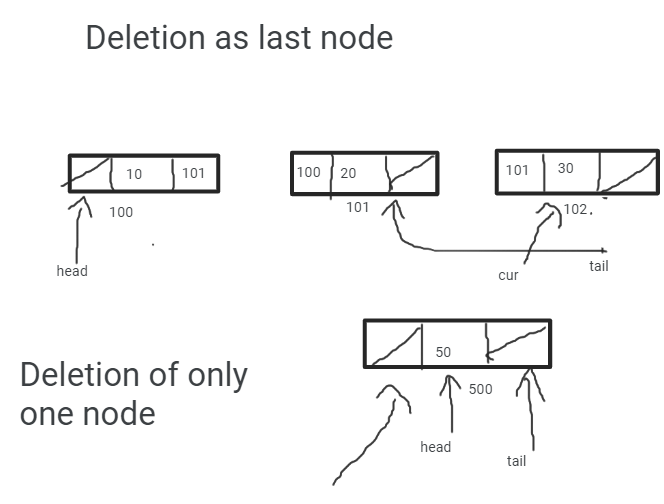 Deletion as last node
10 101
100 20
101 30
100
101
102.
head
cur
tail
50
Deletion of only
one node
500
head
tail